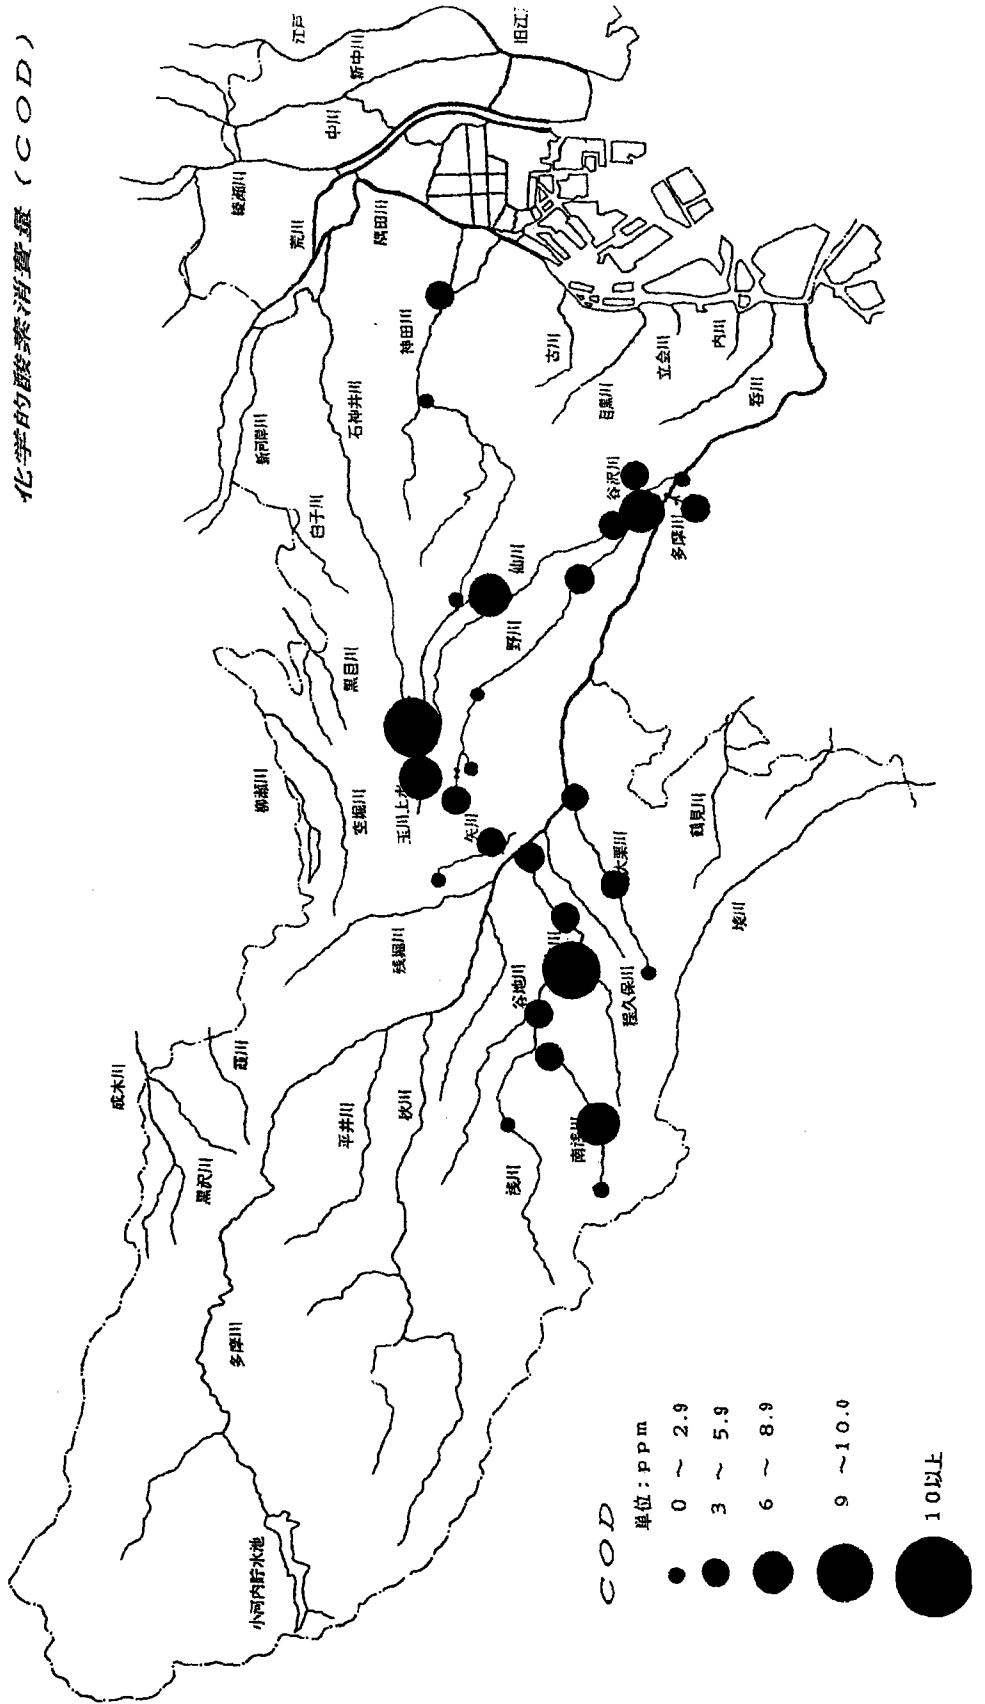 化学的酸素消費量(COD)
江戸
旧江
新中川
中川
綾瀬川
荒川
隅田川
神田川
古川
立会川
内川
呑川
目黒川
石神井川
新河岸川
白子川
谷沢川
多摩川
仙川
野川
黒目川
柳瀬川
空堀川
玉川上水
矢川
大栗川
鶴見川
境川
残堀川
川
谷地川
程久保川
霞川
成木川
平井川
秋川
黒沢川
浅川
南浅川
多摩川
小河内貯水池
COD
単位:ppm
0 ~ 2.9
3 ~ 5.9
6 ~ 8.9
9 ~10.0
10以上